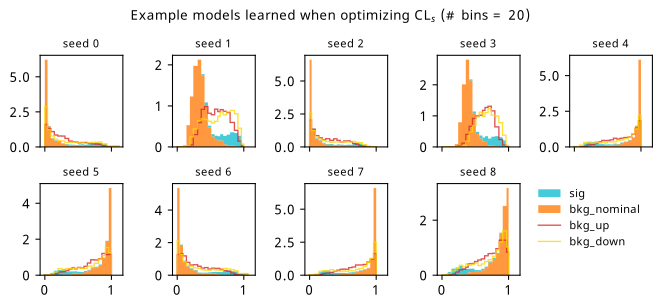 Example models learned when optimizing CLₛ (# bins = 20)
seed 0
seed 1
seed 2
seed 3
seed 4
5.0
2.5
0.0
2
1
0
5.0
2.5
0.0
2
1
0
5.0
2.5
0.0
seed 5
seed 6
seed 7
seed 8
4
2
0
0
1
4
2
0
0
1
5.0
2.5
0.0
0
1
2
0
0
1
sig
bkg_nominal
bkg_up
bkg_down